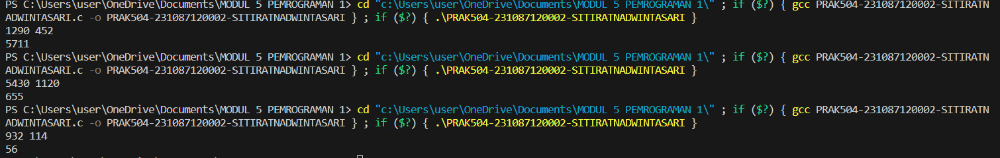 PS C:\Users\user\OneDrive\Documents\MODUL 5 PEMROGRAMAN 1> cd "c:\Users\user\OneDrive\Documents\MODUL 5 PEMROGRAMAN 1\" ; if ($?) { gcc PRAK504-231087120002-SITIRATN
ADWINTASARI.c -o PRAK504-231087120002-SITIRATNADWINTASARI } ; if ($?) { .\PRAK504-231087120002-SITIRATNADWINTASARI }
1290 452
5711
PS C:\Users\user\OneDrive\Documents\MODUL 5 PEMROGRAMAN 1> cd "c:\Users\user\OneDrive\Documents\MODUL 5 PEMROGRAMAN 1\" ; if ($?) { gcc PRAK504-231087120002-SITIRATN
ADWINTASARI.c -o PRAK504-231087120002-SITIRATNADWINTASARI } ; if ($?) { .\PRAK504-231087120002-SITIRATNADWINTASARI }
5430 1120
655
PS C:\Users\user\OneDrive\Documents\MODUL 5 PEMROGRAMAN 1> cd "c:\Users\user\OneDrive\Documents\MODUL 5 PEMROGRAMAN 1\" ; if ($?) { gcc PRAK504-231087120002-SITIRATN
ADWINTASARI.c -o PRAK504-231087120002-SITIRATNADWINTASARI } ; if ($?) { .\PRAK504-231087120002-SITIRATNADWINTASARI }
932 114
56